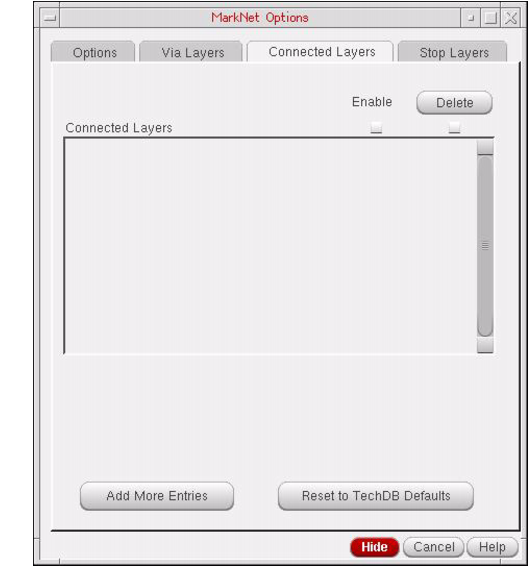 MarkNet Options
Options Via Layers Connected Layers Stop Layers
Enable Delete
Connected Layers
Add More Entries Reset to TechDB Defaults
Hide Cancel Help